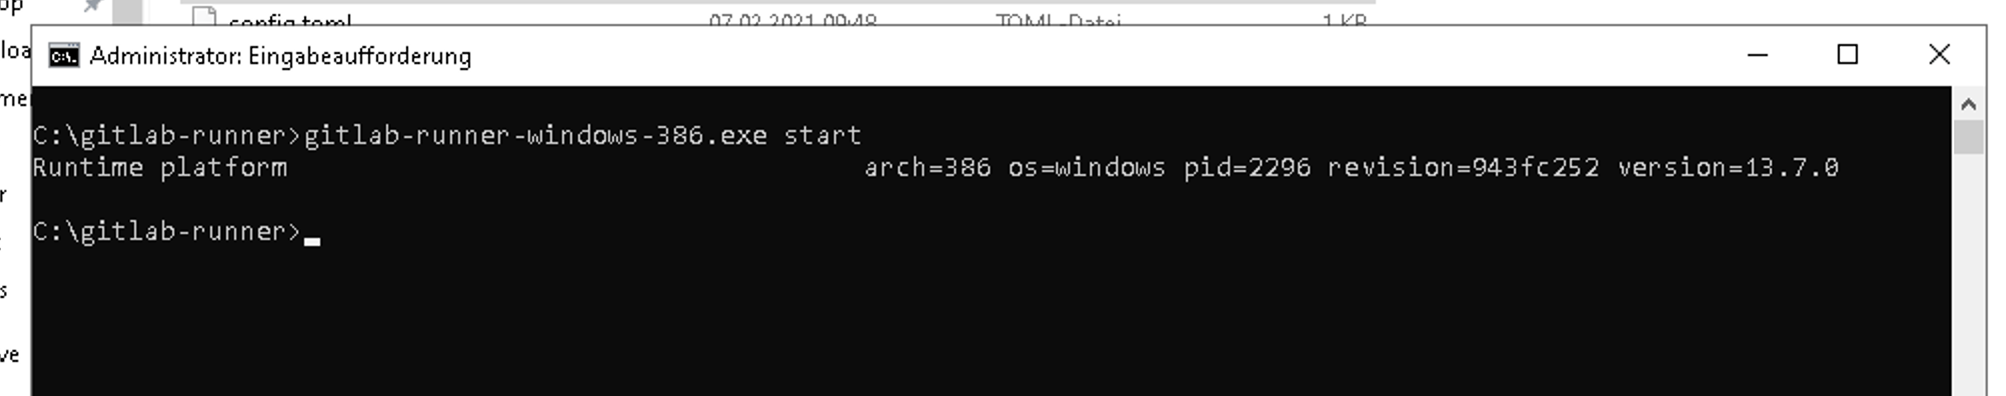 config.toml 07.02.2021 09:48 TOML-Datei 1 KB
Administrator: Eingabeaufforderung
C:\gitlab-runner>gitlab-runner-windows-386.exe start
Runtime platform arch=386 os=windows pid=2296 revision=943fc252 version=13.7.0
C:\gitlab-runner>